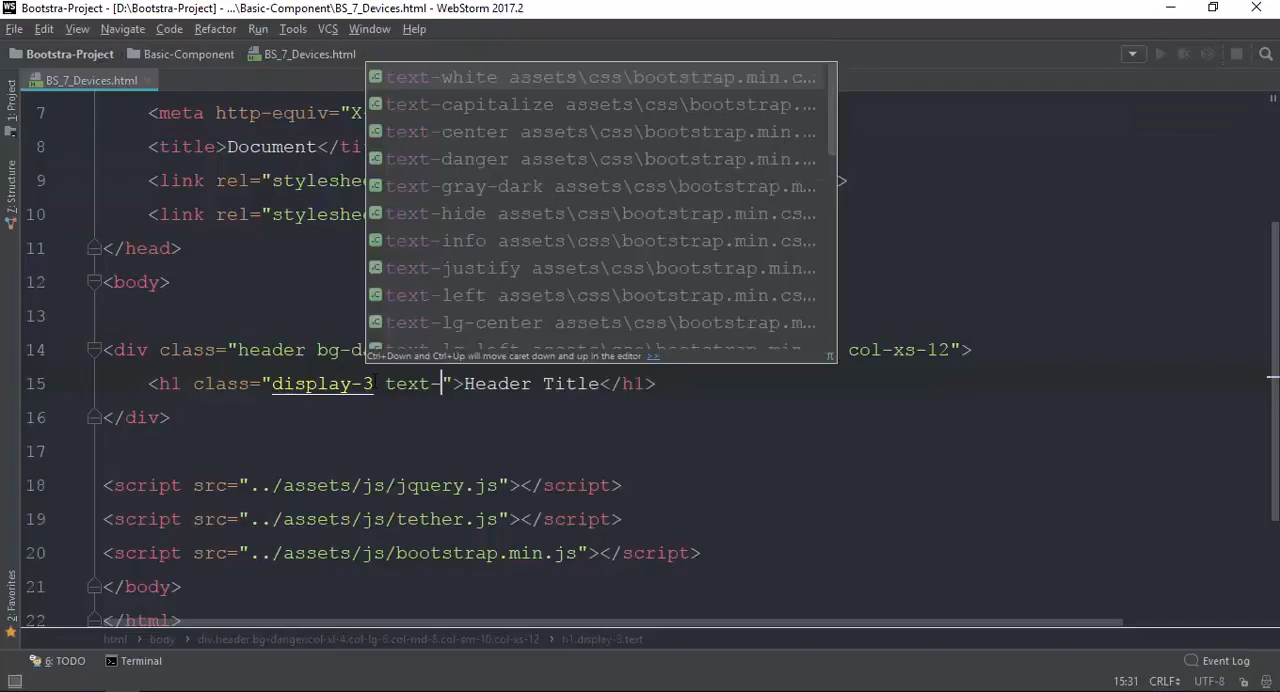 Bootstra-Project - [D:\Bootstra-Project] - ...\Basic-Component\BS_7_Devices.html - WebStorm 2017.2
File Edit View Navigate Code Refactor Run Tools VCS Window Help
Bootstra-Project Basic-Component BS_7_Devices.html
BS_7_Devices.html
1: Project
7: Structure
2: Favorites
7 <meta http-equiv="X
8 <title>Document</ti
9 <link rel="styleshe >
10 <link rel="styleshe
11 </head>
12 <body>
13
14 <div class="header bg-da col-xs-12">
15 <h1 class="display-3 text-">Header Title</h1>
16 </div>
17
18 <script src="../assets/js/jquery.js"></script>
19 <script src="../assets/js/tether.js"></script>
20 <script src="../assets/js/bootstrap.min.js"></script>
21 </body>
22 </html>
text-white assets\css\bootstrap.min.c...
text-capitalize assets\css\bootstrap....
text-center assets\css\bootstrap.min....
text-danger assets\css\bootstrap.min....
text-gray-dark assets\css\bootstrap.m...
text-hide assets\css\bootstrap.min.cs...
text-info assets\css\bootstrap.min.cs...
text-justify assets\css\bootstrap.min...
text-left assets\css\bootstrap.min.cs...
text-lg-center assets\css\bootstrap.m...
Ctrl+Down and Ctrl+Up will move caret down and up in the editor >> π
html body div.header.bg-danger.col-xl-4.col-lg-6.col-md-8.col-sm-10.col-xs-12 h1.display-3.text
6: TODO Terminal Event Log
15:31 CRLF UTF-8